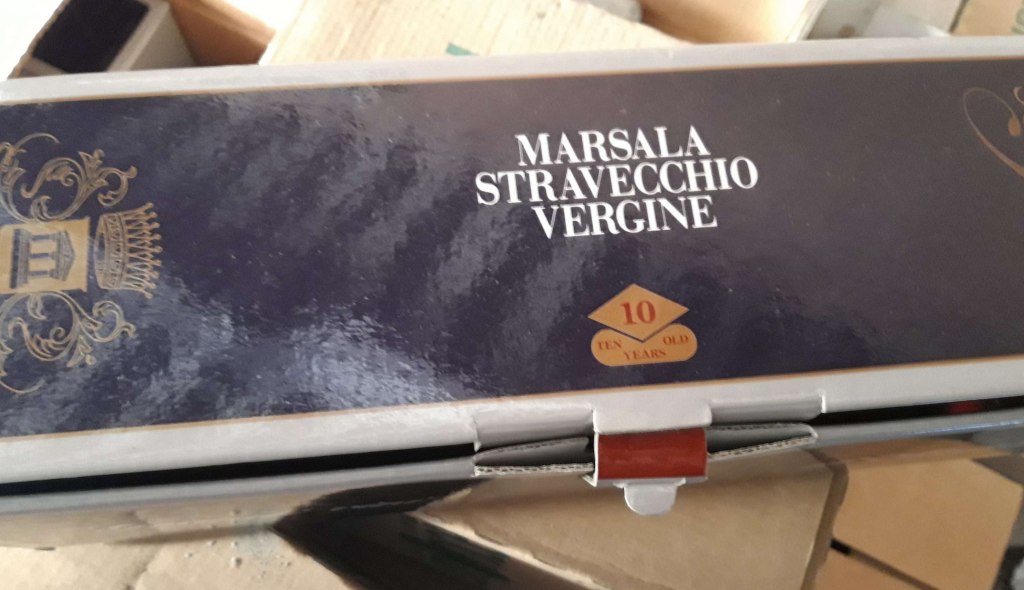 MARSALA
STRAVECCHIO
VERGINE
10
TEN OLD
YEARS